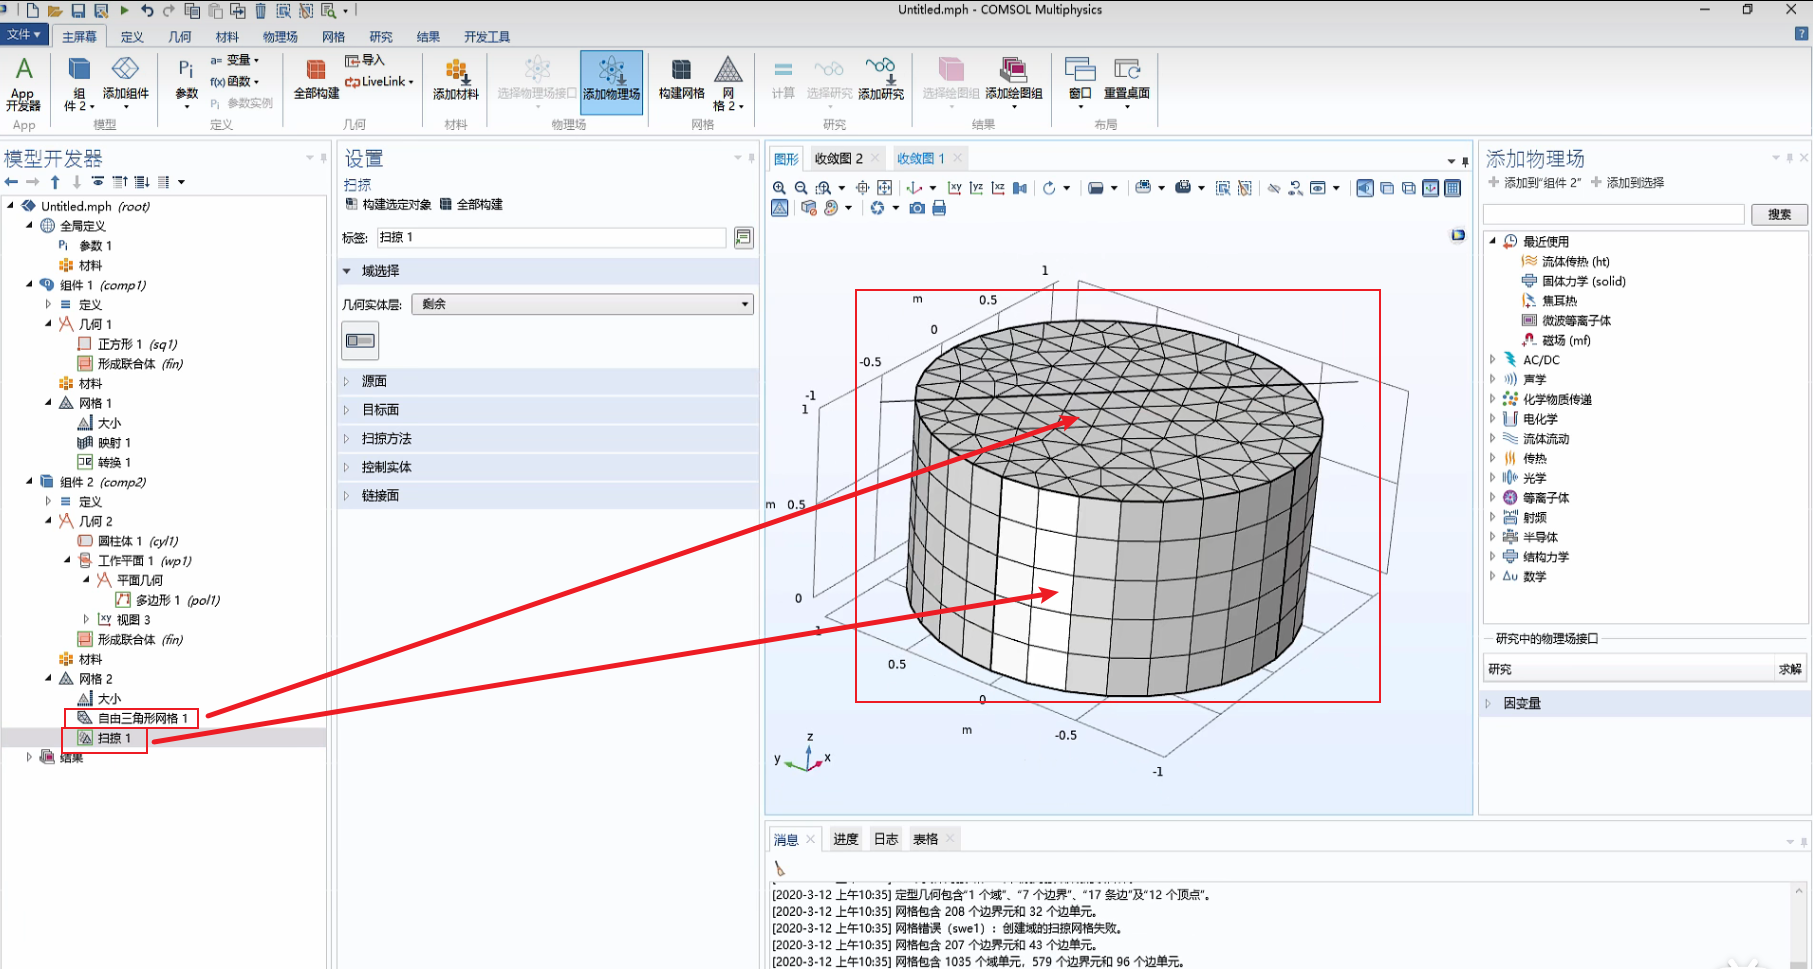 Untitled.mph - COMSOL Multiphysics
文件
主屏幕
定义
几何
材料
物理场
网格
研究
结果
开发工具
App
开发器
App
组
件 2
添加组件
模型
Pi
参数
a= 变量
f(x) 函数
Pi 参数实例
定义
全部构建
导入
LiveLink
几何
添加材料
材料
选择物理场接口
添加物理场
物理场
构建网格
网
格 2
网格
计算
选择研究
添加研究
研究
选择绘图组
添加绘图组
结果
窗口
重置桌面
布局
模型开发器
Untitled.mph (root)
全局定义
Pi 参数 1
材料
组件 1 (comp1)
定义
几何 1
正方形 1 (sq1)
形成联合体 (fin)
材料
网格 1
大小
映射 1
转换 1
组件 2 (comp2)
定义
几何 2
圆柱体 1 (cyl1)
工作平面 1 (wp1)
平面几何
多边形 1 (pol1)
xy 视图 3
形成联合体 (fin)
材料
网格 2
大小
自由三角形网格 1
扫掠 1
结果
设置
扫掠
构建选定对象 全部构建
标签: 扫掠 1
域选择
几何实体层: 剩余
源面
目标面
扫掠方法
控制实体
链接面
图形
收敛图 2
收敛图 1
xy yz xz
1
m
0.5
0
-0.5
-1
1
m 0.5
0
1
0.5
0
m
-0.5
-1
z
y
x
消息
进度
日志
表格
[2020-3-12 上午10:35] 定型几何包含“1 个域”、“7 个边界”、“17 条边”及“12 个顶点”。
[2020-3-12 上午10:35] 网格包含 208 个边界元和 32 个边单元。
[2020-3-12 上午10:35] 网格错误（swe1）: 创建域的扫掠网格失败。
[2020-3-12 上午10:35] 网格包含 207 个边界元和 43 个边单元。
[2020-3-12 上午10:35] 网格包含 1035 个域单元，579 个边界元和 96 个边单元。
添加物理场
添加到“组件 2” 添加到选择
搜索
最近使用
流体传热 (ht)
固体力学 (solid)
焦耳热
微波等离子体
磁场 (mf)
AC/DC
声学
化学物质传递
电化学
流体流动
传热
光学
等离子体
射频
半导体
结构力学
Δu 数学
研究中的物理场接口
研究
求解
因变量